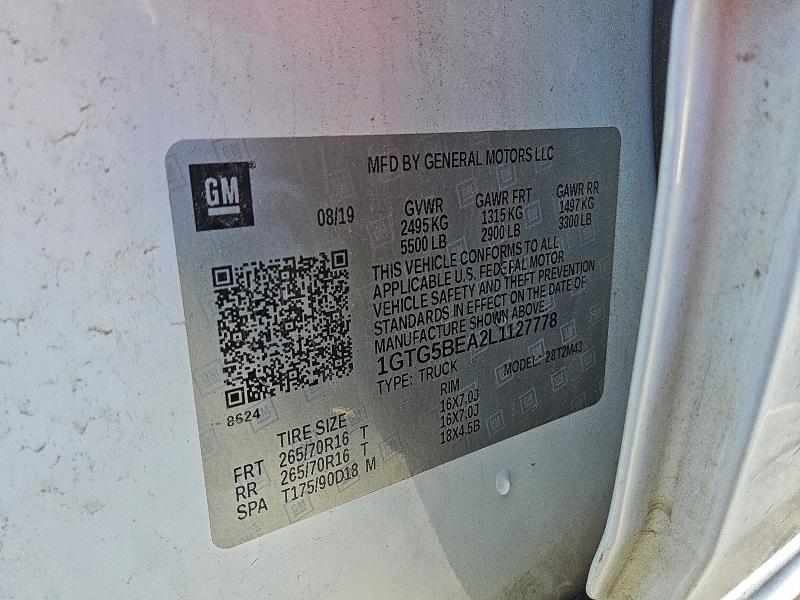 GM
MFD BY GENERAL MOTORS LLC
08/19
GVWR GAWR FRT GAWR RR
2495 KG 1315 KG 1497 KG
5500 LB 2900 LB 3300 LB
THIS VEHICLE CONFORMS TO ALL
APPLICABLE U.S. FEDERAL MOTOR
VEHICLE SAFETY AND THEFT PREVENTION
STANDARDS IN EFFECT ON THE DATE OF
MANUFACTURE SHOWN ABOVE.
1GTG5BEA2L1127778
TYPE: TRUCK MODEL: 28T2M43
8624
TIRE SIZE RIM
FRT 265/70R16 T 16X7.0J
RR 265/70R16 T 16X7.0J
SPA T175/90D18 M 18X4.5B